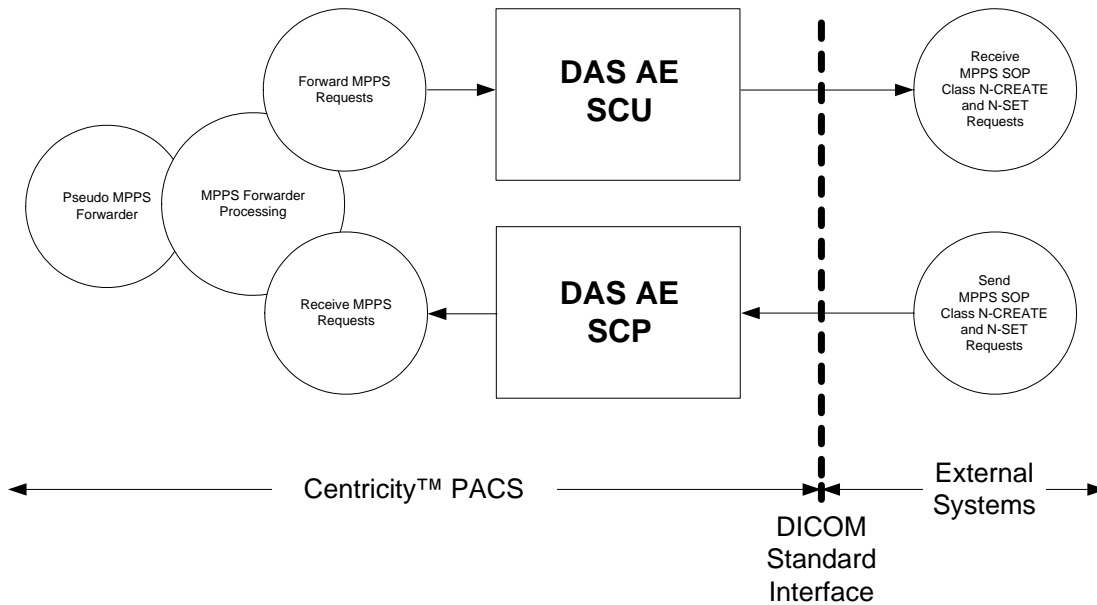 Forward MPPS
Requests
DAS AE
SCU
Receive
MPPS SOP
Class N-CREATE
and N-SET
Requests
Pseudo MPPS
Forwarder
MPPS Forwarder
Processing
Receive MPPS
Requests
DAS AE
SCP
Send
MPPS SOP
Class N-CREATE
and N-SET
Requests
Centricity™ PACS
External
Systems
DICOM
Standard
Interface